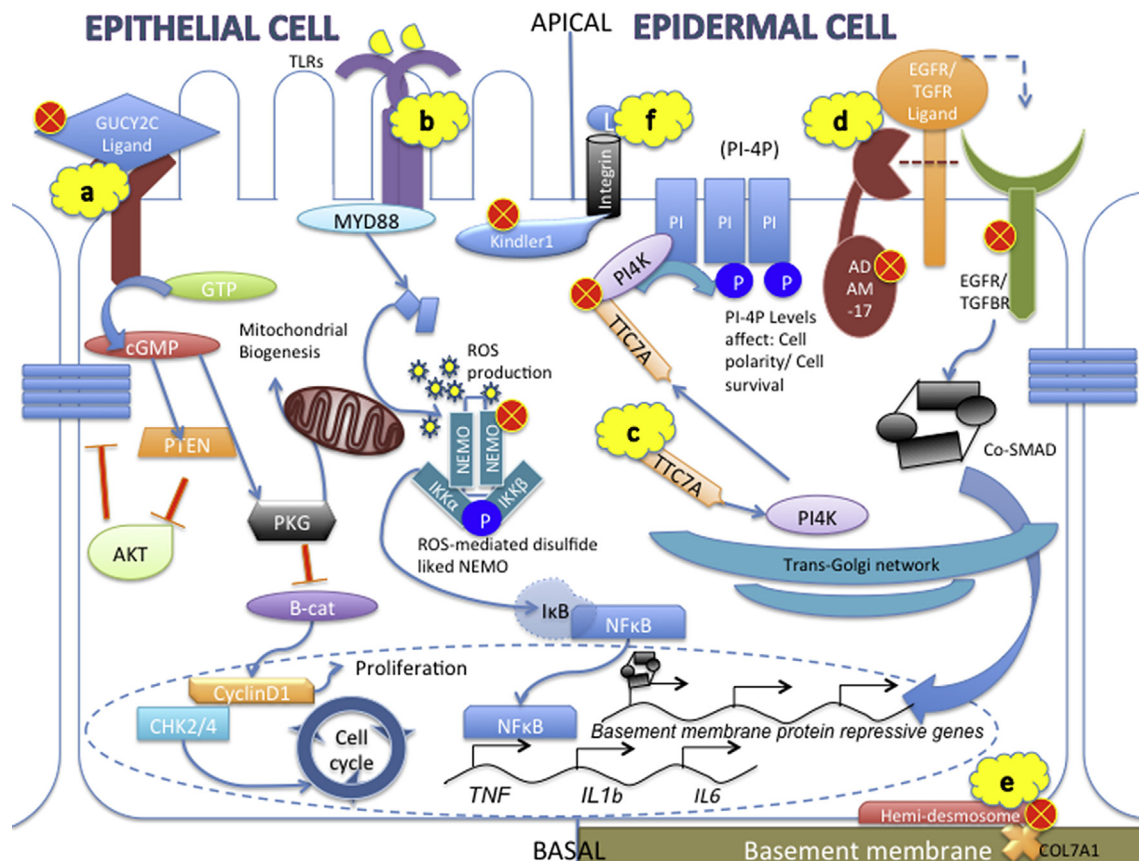 EPITHELIAL CELL
APICAL
EPIDERMAL CELL
TLRs
EGFR/
TGFR
Ligand
GUCY2C
Ligand
a
b
L
f
d
(PI-4P)
Integrin
MYD88
Kindler1
PI
PI
PI
PI4K
P
P
AD
AM
-17
EGFR/
TGFBR
GTP
cGMP
Mitochondrial
Biogenesis
ROS
production
TTC7A
PI-4P Levels
affect: Cell
polarity/ Cell
survival
NEMO
NEMO
PTEN
c
TTC7A
Co-SMAD
IKKα
IKKβ
P
PKG
PI4K
AKT
ROS-mediated disulfide
liked NEMO
Trans-Golgi network
B-cat
IκB
NFκB
Proliferation
CyclinD1
CHK2/4
Cell
cycle
NFκB
Basement membrane protein repressive genes
TNF
IL1b
IL6
e
Hemi-desmosome
BASAL
Basement membrane
COL7A1